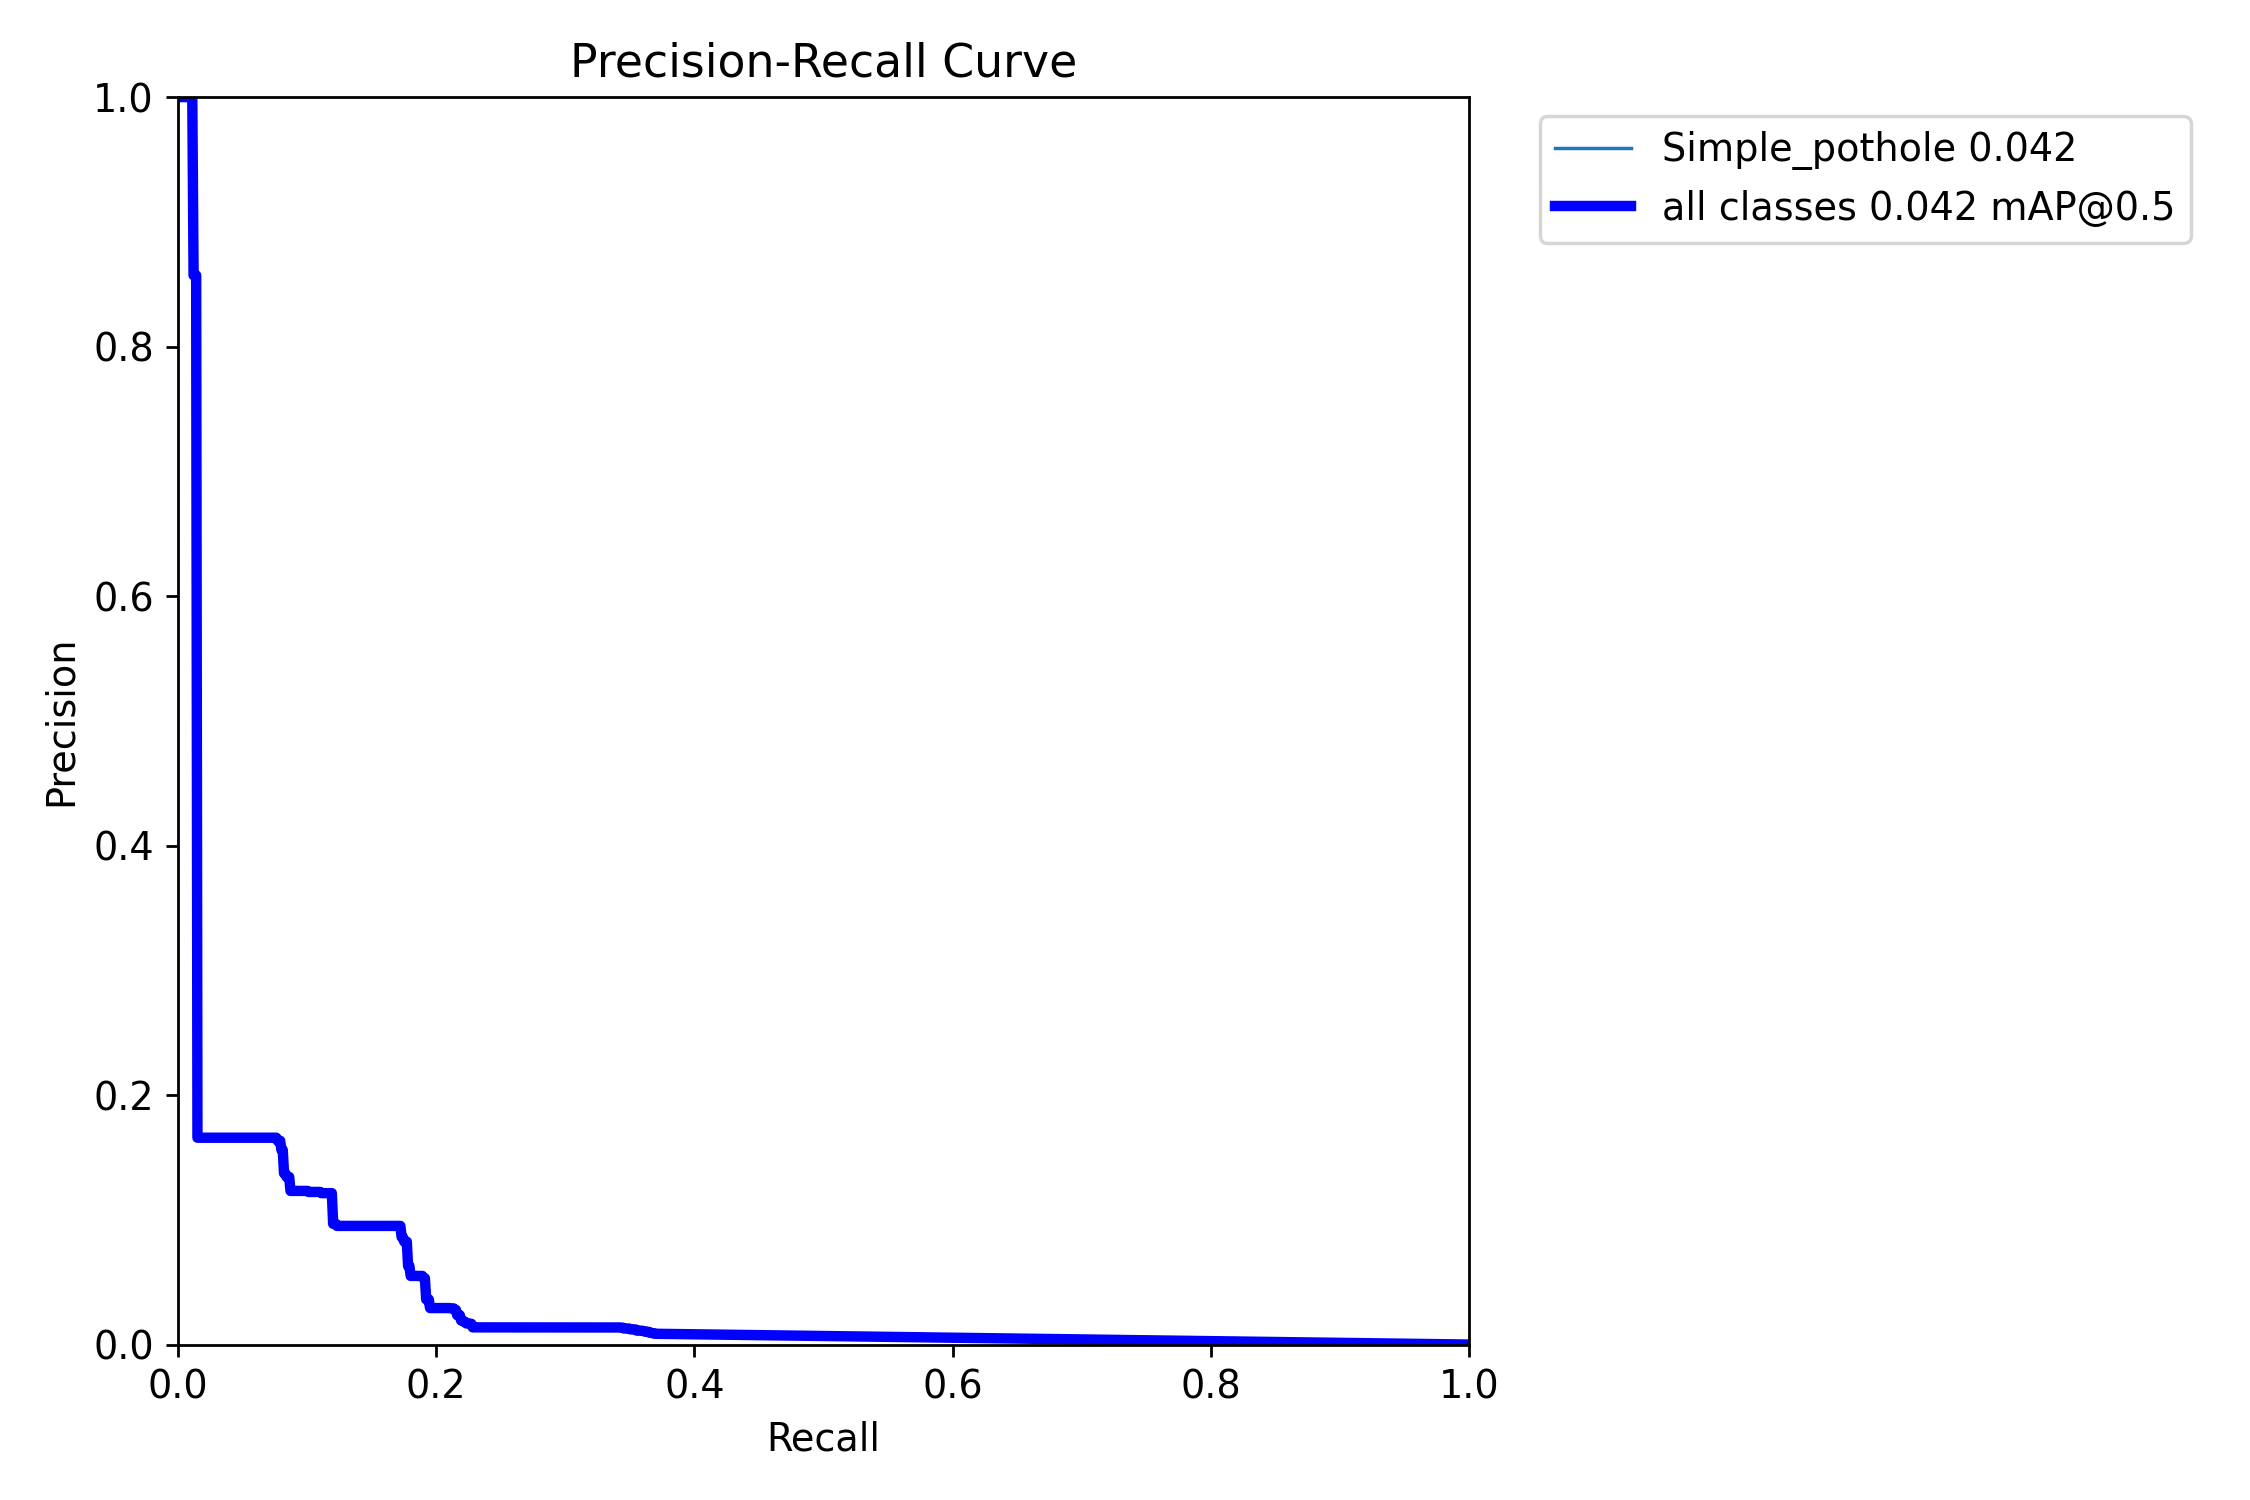 Precision-Recall Curve
1.0
0.8
0.6
0.4
0.2
0.0
Precision
0.0 0.2 0.4 0.6 0.8 1.0
Recall
Simple_pothole 0.042
all classes 0.042 mAP@0.5